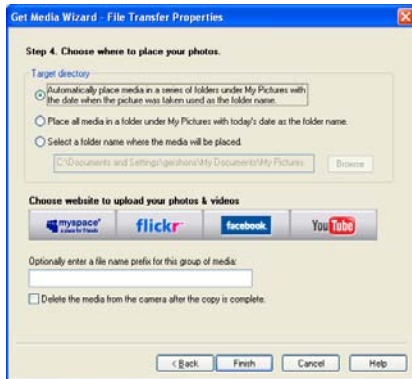 Get Media Wizard - File Transfer Properties
Step 4. Choose where to place your photos.
Target directory
Automatically place media in a series of folders under My Pictures with
the date when the picture was taken used as the folder name.
Place all media in a folder under My Pictures with today's date as the folder name.
Select a folder name where the media will be placed.
C:\Documents and Settings\gershons\My Documents\My Pictures
Browse
Choose website to upload your photos & videos
myspace a place for friends flickr facebook YouTube
Optionally enter a file name prefix for this group of media:
Delete the media from the camera after the copy is complete.
< Back Finish Cancel Help